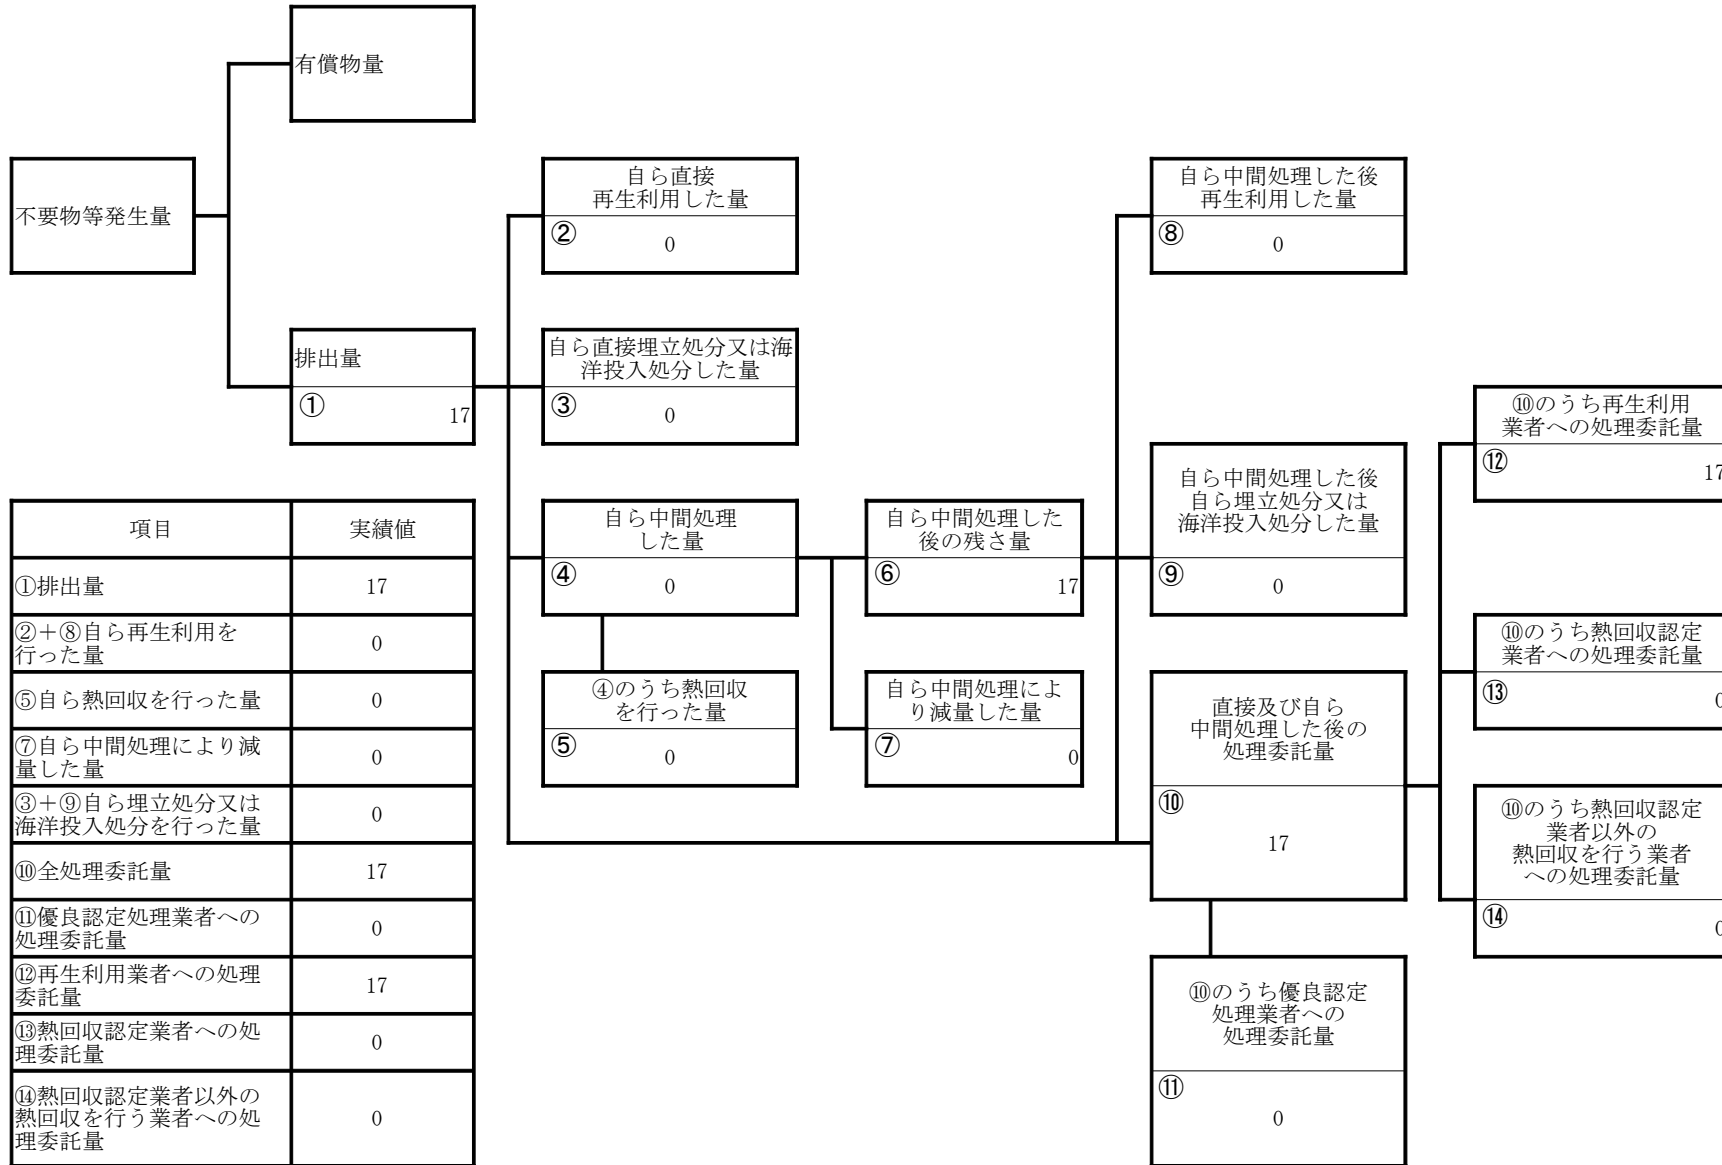 有償物量
不要物等発生量
自ら直接
再生利用した量
②
0
自ら中間処理した後
再生利用した量
⑧
0
排出量
①
17
自ら直接埋立処分又は海
洋投入処分した量
③
0
⑩のうち再生利用
業者への処理委託量
⑫
17
自ら中間処理
した量
④
0
自ら中間処理した
後の残さ量
⑥
17
自ら中間処理した後
自ら埋立処分又は
海洋投入処分した量
⑨
0
④のうち熱回収
を行った量
⑤
0
自ら中間処理によ
り減量した量
⑦
0
直接及び自ら
中間処理した後の
処理委託量
⑩
17
⑩のうち熱回収認定
業者への処理委託量
⑬
0
⑩のうち熱回収認定
業者以外の
熱回収を行う業者
への処理委託量
⑭
0
⑩のうち優良認定
処理業者への
処理委託量
⑪
0
項目 実績値
①排出量 17
②＋⑧自ら再生利用を
行った量 0
⑤自ら熱回収を行った量 0
⑦自ら中間処理により減
量した量 0
③＋⑨自ら埋立処分又は
海洋投入処分を行った量 0
⑩全処理委託量 17
⑪優良認定処理業者への
処理委託量 0
⑫再生利用業者への処理
委託量 17
⑬熱回収認定業者への処
理委託量 0
⑭熱回収認定業者以外の
熱回収を行う業者への処
理委託量 0